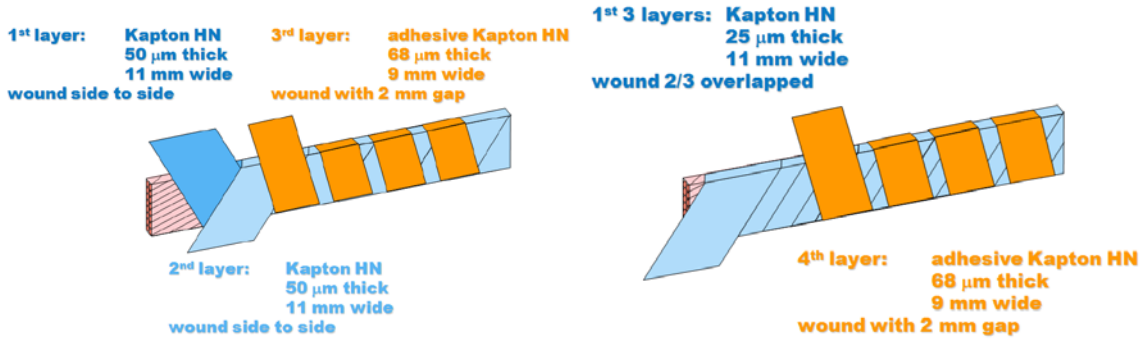 1st layer: Kapton HN
50 μm thick
11 mm wide
wound side to side
3rd layer: adhesive Kapton HN
68 μm thick
9 mm wide
wound with 2 mm gap
2nd layer: Kapton HN
50 μm thick
11 mm wide
wound side to side
1st 3 layers: Kapton HN
25 μm thick
11 mm wide
wound 2/3 overlapped
4th layer: adhesive Kapton HN
68 μm thick
9 mm wide
wound with 2 mm gap